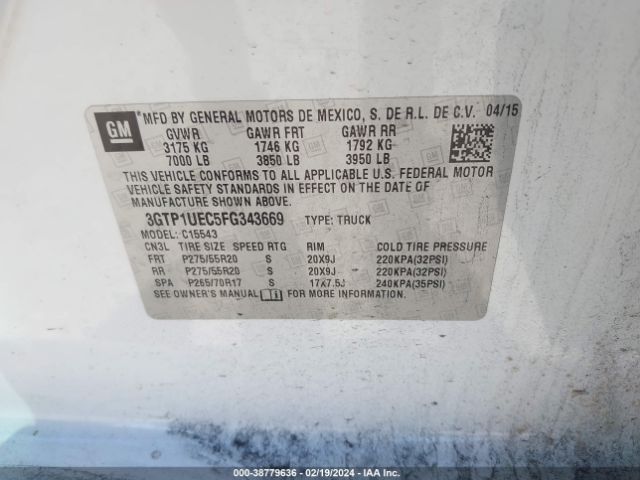 GM
MFD BY GENERAL MOTORS DE MEXICO, S. DE R.L. DE C.V. 04/15
GVWR GAWR FRT GAWR RR
3175 KG 1746 KG 1792 KG
7000 LB 3850 LB 3950 LB
THIS VEHICLE CONFORMS TO ALL APPLICABLE U.S. FEDERAL MOTOR
VEHICLE SAFETY STANDARDS IN EFFECT ON THE DATE OF
MANUFACTURE SHOWN ABOVE.
3GTP1UEC5FG343669 TYPE: TRUCK
MODEL: C15543
CN3L TIRE SIZE SPEED RTG RIM COLD TIRE PRESSURE
FRT P275/55R20 S 20X9J 220KPA(32PSI)
RR P275/55R20 S 20X9J 220KPA(32PSI)
SPA P265/70R17 S 17X7.5J 240KPA(35PSI)
SEE OWNER'S MANUAL FOR MORE INFORMATION.
000-38779636 - 02/19/2024 - IAA Inc.